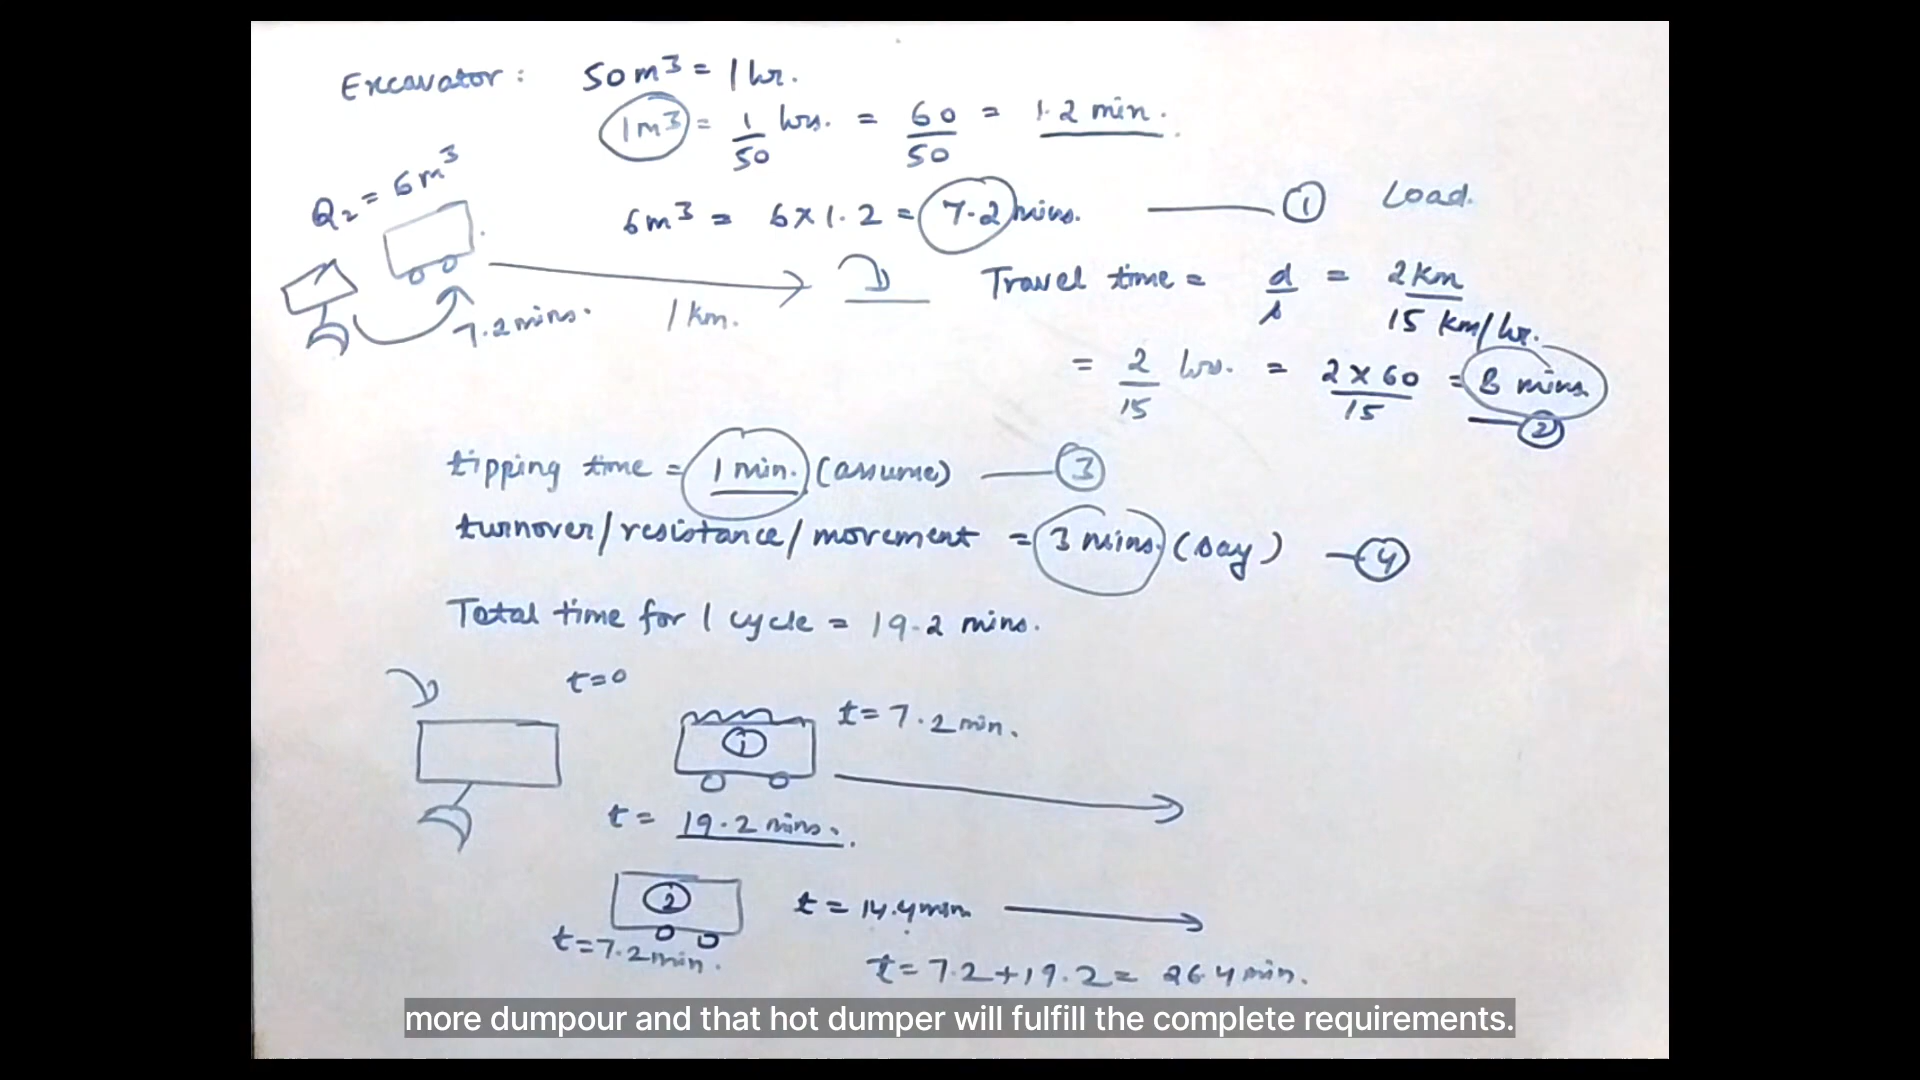 Excavator : 50m³ = 1 hr.
1m³ = 1/50 hrs. = 60/50 = 1.2 min.
Q₂ = 6m³
6m³ = 6 x 1.2 = 7.2 mins. ① Load.
7.2 mins. 1 km.
Travel time = d/s = 2 km / 15 km/hr.
= 2/15 hrs. = 2 x 60 / 15 = 8 mins. ②
tipping time = 1 min. (assume) ③
turnover/resistance/movement = 3 mins. (say) ④
Total time for 1 cycle = 19.2 mins.
t=0
① t= 7.2 min.
t= 19.2 mins.
② t = 14.4 min
t=7.2 min.
t= 7.2+19.2= 26.4 min.
more dumpour and that hot dumper will fulfill the complete requirements.